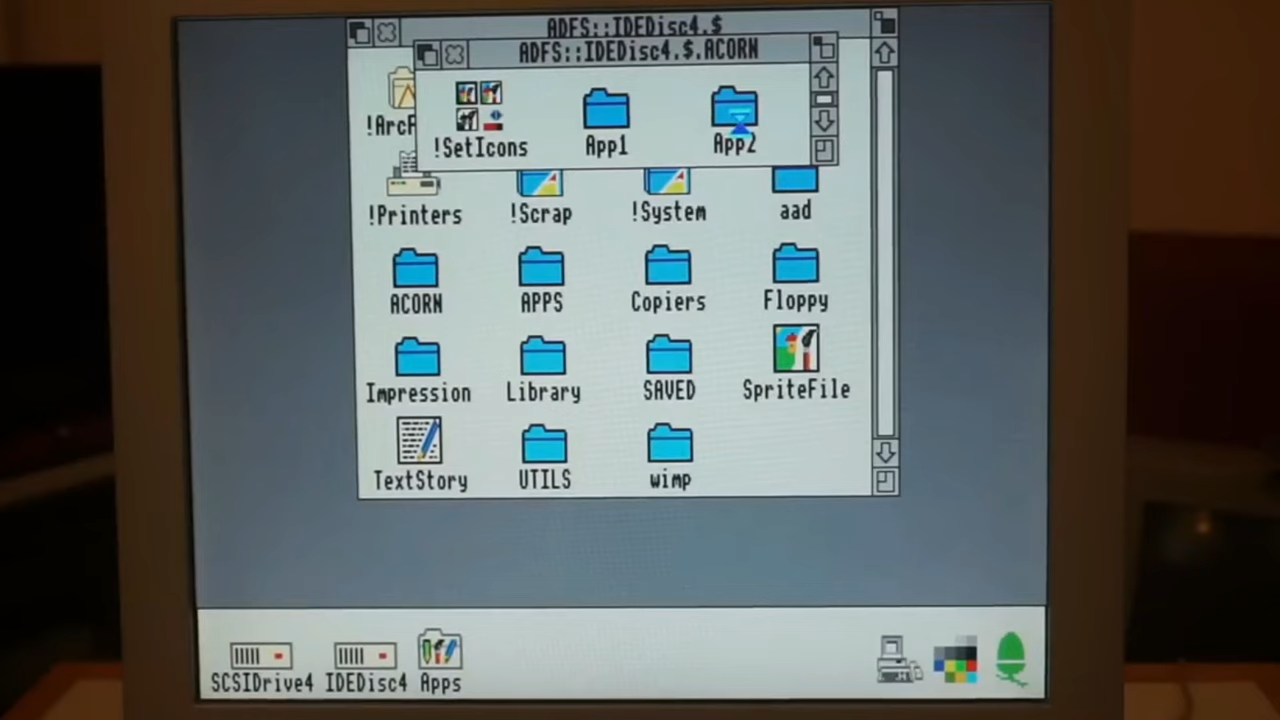 ADFS::IDEDisc4.$
ADFS::IDEDisc4.$.ACORN
!SetIcons App1 App2
!Printers !Scrap !System aad
ACORN APPS Copiers Floppy
Impression Library SAVED SpriteFile
TextStory UTILS wimp
SCSIDrive4 IDEDisc4 Apps